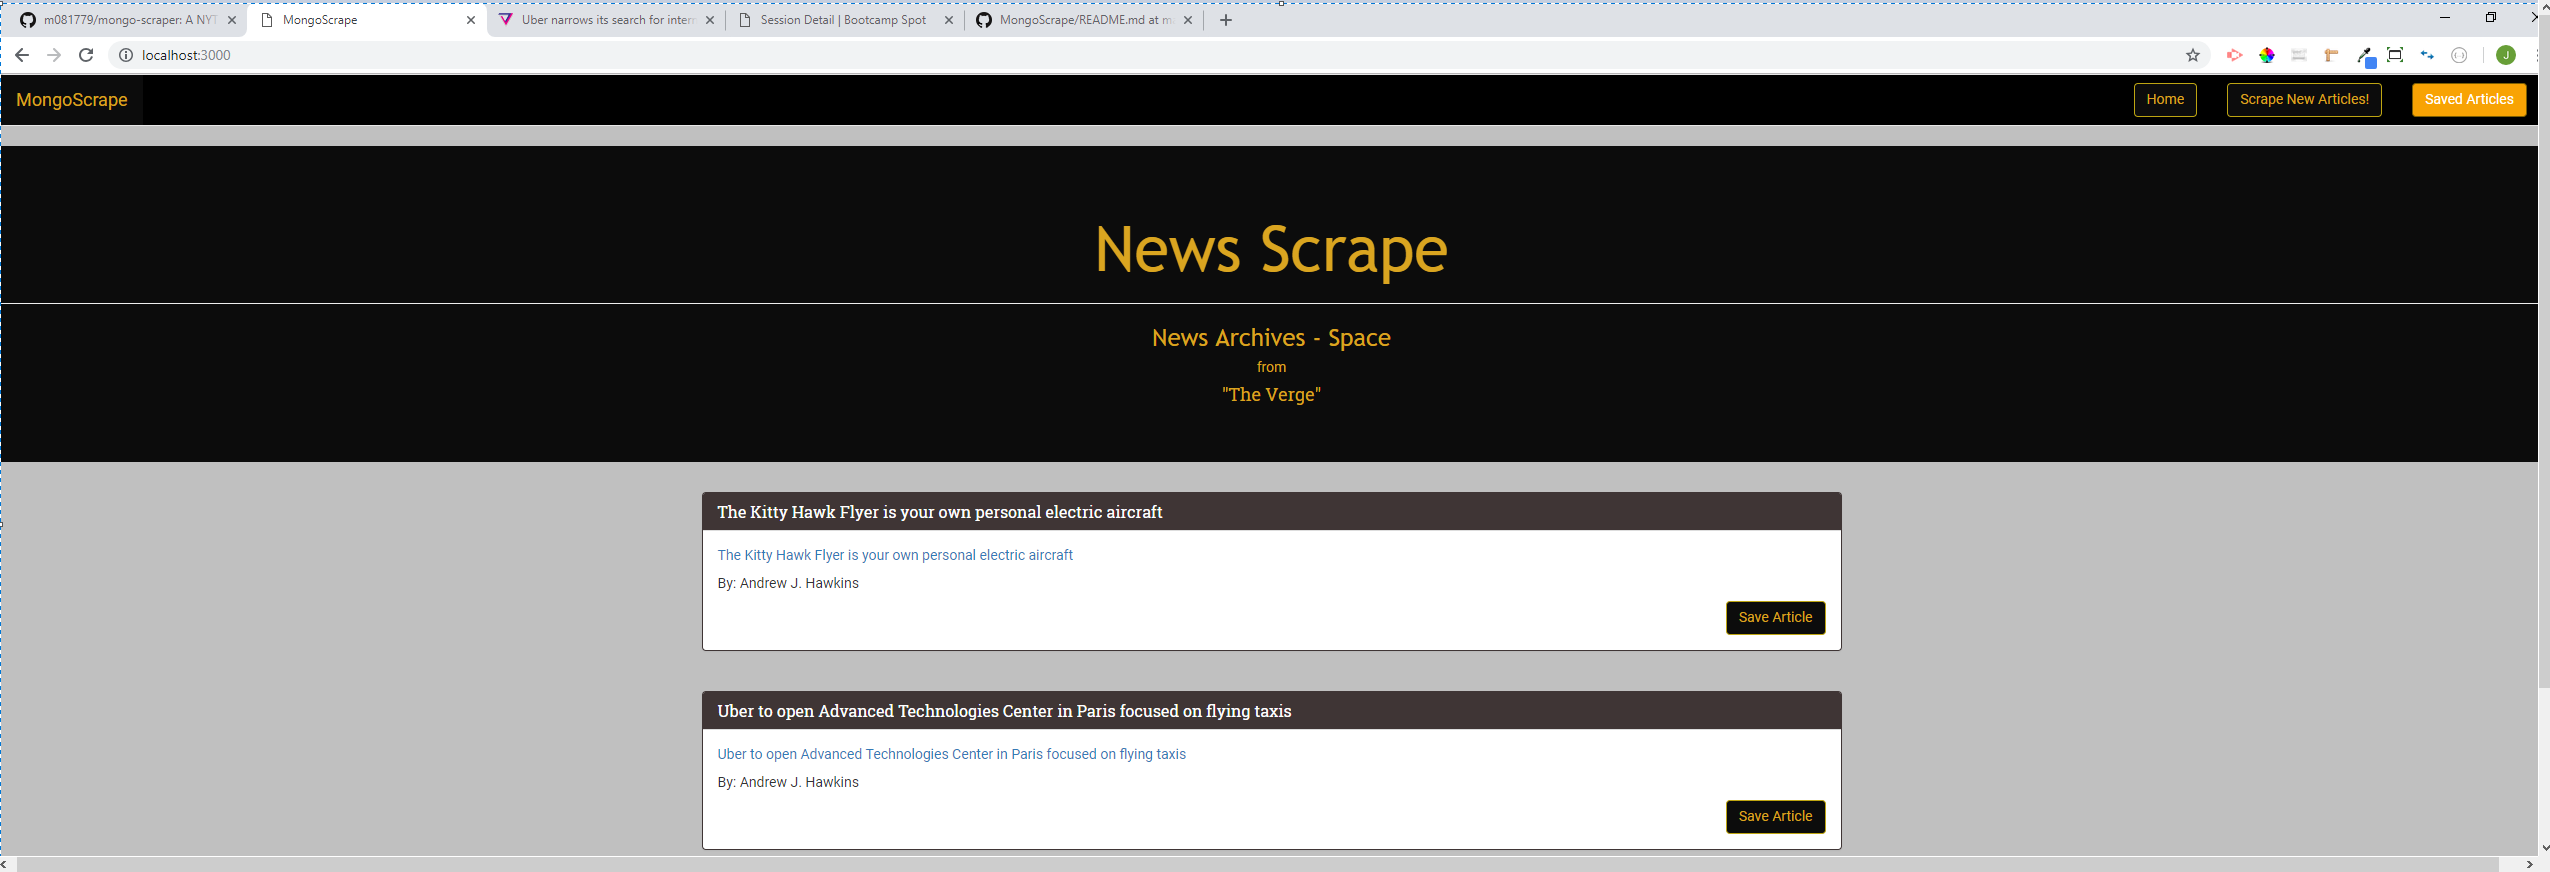 m081779/mongo-scraper: A NYT
MongoScrape
Uber narrows its search for intern
Session Detail | Bootcamp Spot
MongoScrape/README.md at m
localhost:3000
J
MongoScrape
Home
Scrape New Articles!
Saved Articles
News Scrape
News Archives - Space
from
"The Verge"
The Kitty Hawk Flyer is your own personal electric aircraft
The Kitty Hawk Flyer is your own personal electric aircraft
By: Andrew J. Hawkins
Save Article
Uber to open Advanced Technologies Center in Paris focused on flying taxis
Uber to open Advanced Technologies Center in Paris focused on flying taxis
By: Andrew J. Hawkins
Save Article